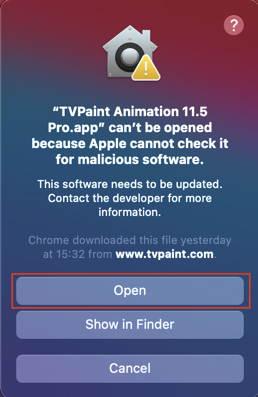 ?
“TVPaint Animation 11.5
Pro.app” can’t be opened
because Apple cannot check it
for malicious software.
This software needs to be updated.
Contact the developer for more
information.
Chrome downloaded this file yesterday
at 15:32 from www.tvpaint.com.
Open
Show in Finder
Cancel